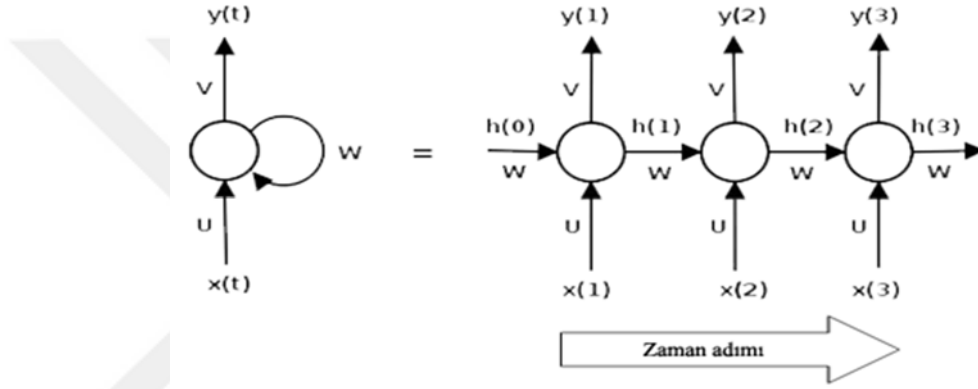 y(t) y(1) y(2) y(3)
V V V V
h(0) h(1) h(2) h(3)
W = W W W W
U U U U
x(t) x(1) x(2) x(3)
Zaman adımı